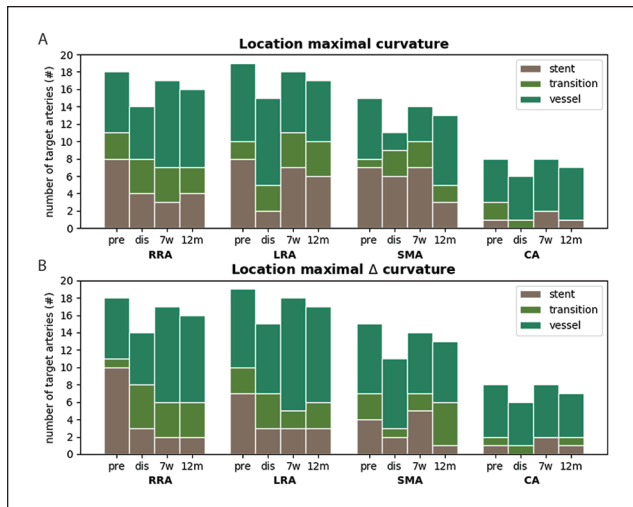 A
Location maximal curvature
number of target arteries (#)
20
18
16
14
12
10
8
6
4
2
0
stent
transition
vessel
pre dis 7w 12m pre dis 7w 12m pre dis 7w 12m pre dis 7w 12m
RRA LRA SMA CA
B
Location maximal Δ curvature
number of target arteries (#)
20
18
16
14
12
10
8
6
4
2
0
stent
transition
vessel
pre dis 7w 12m pre dis 7w 12m pre dis 7w 12m pre dis 7w 12m
RRA LRA SMA CA